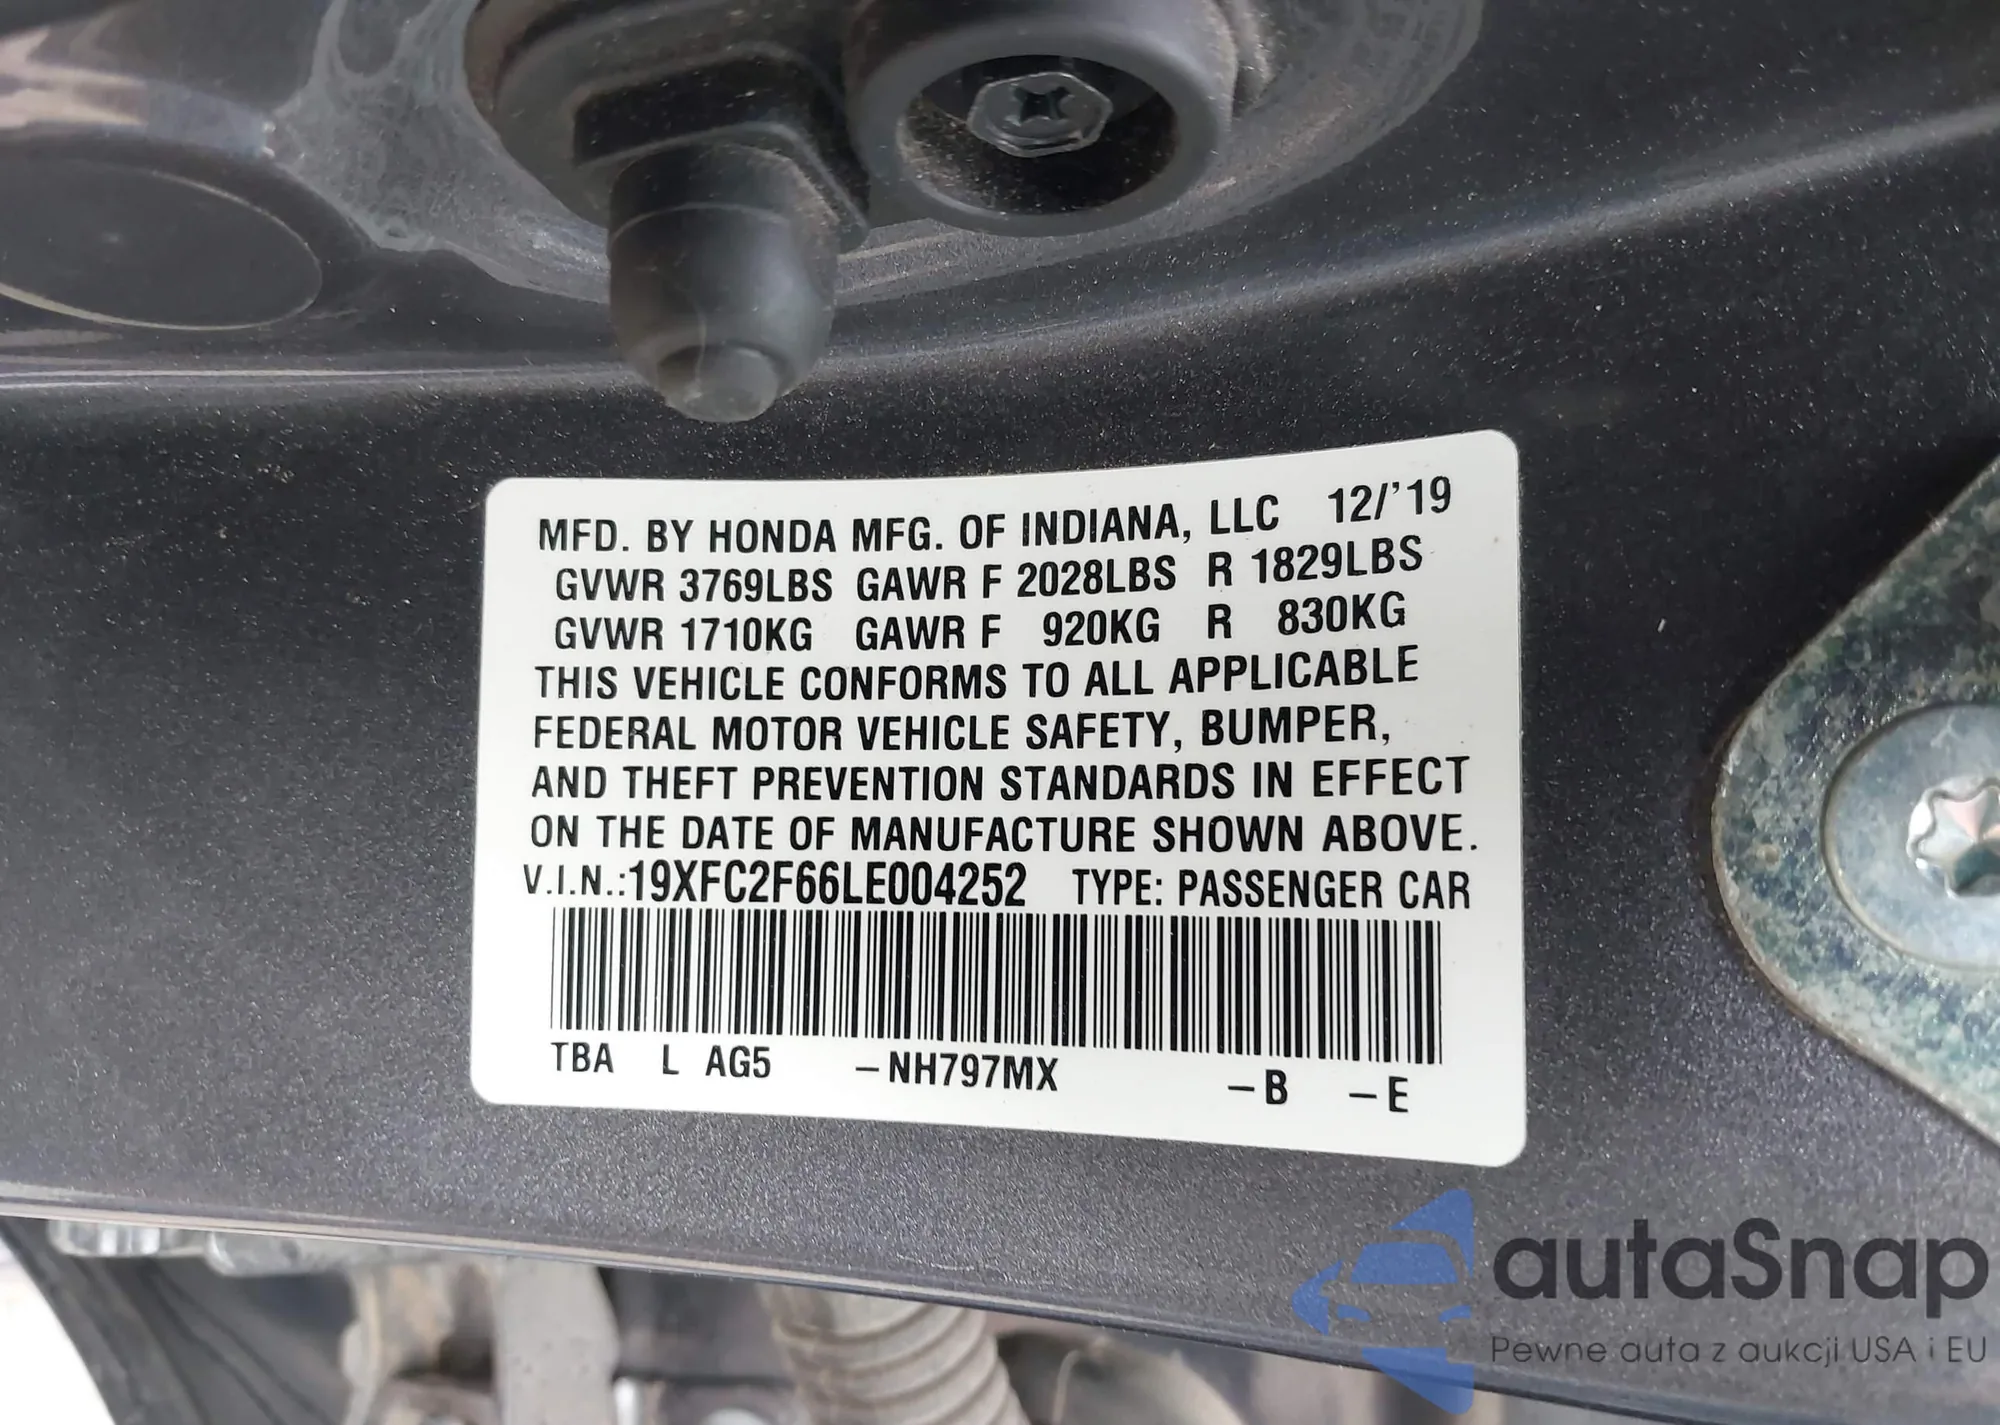 MFD. BY HONDA MFG. OF INDIANA, LLC 12/'19
GVWR 3769LBS GAWR F 2028LBS R 1829LBS
GVWR 1710KG GAWR F 920KG R 830KG
THIS VEHICLE CONFORMS TO ALL APPLICABLE
FEDERAL MOTOR VEHICLE SAFETY, BUMPER,
AND THEFT PREVENTION STANDARDS IN EFFECT
ON THE DATE OF MANUFACTURE SHOWN ABOVE.
V.I.N.:19XFC2F66LE004252 TYPE: PASSENGER CAR
TBA L AG5 –NH797MX –B –E
autaSnap
Pewne auta z aukcji USA i EU